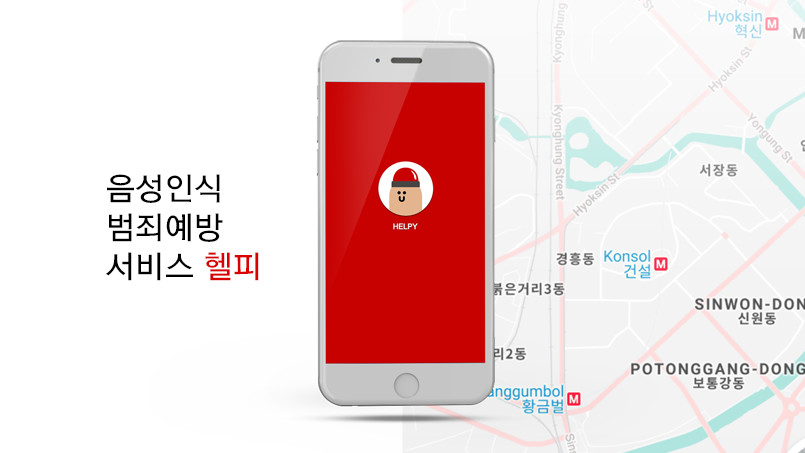 음성인식
범죄예방
서비스 헬피
HELPY
Hyoksin
혁신
M
Kyonghung
Hyoksin St
Yongung St
Kyonghung Street
서장동
Hyoksin St
경흥동
Konsol
건설
M
붉은거리3동
SINWON-DON
신원동
리2동
POTONGGANG-DONG
보통강동
anggumbol
황금벌
M